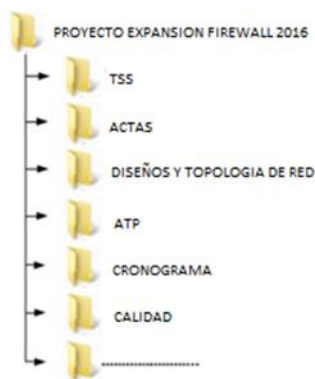 PROYECTO EXPANSION FIREWALL 2016
TSS
ACTAS
DISEÑOS Y TOPOLOGIA DE RED
ATP
CRONOGRAMA
CALIDAD
........................